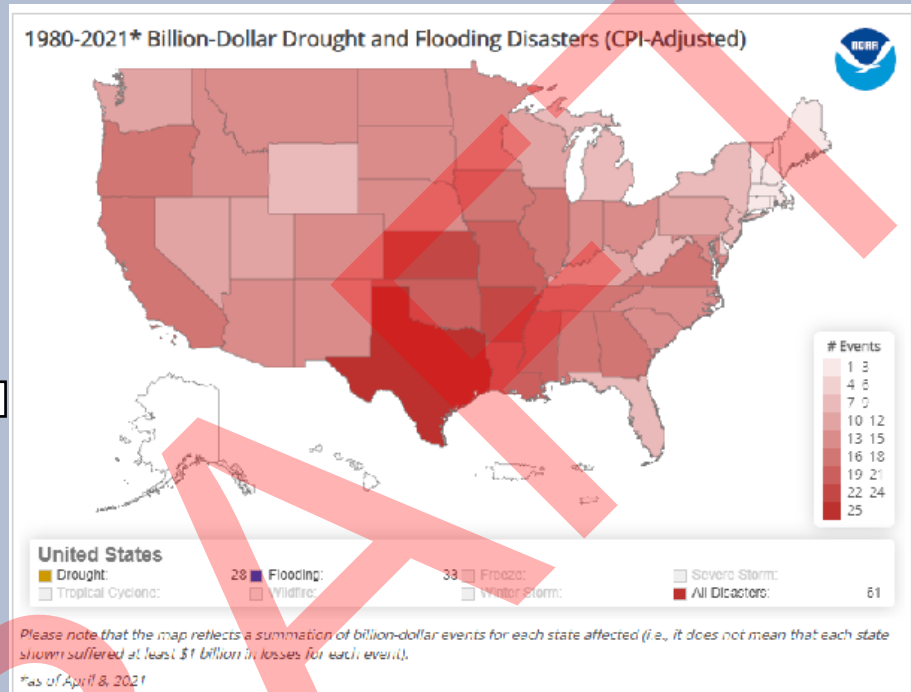 1980-2021* Billion-Dollar Drought and Flooding Disasters (CPI-Adjusted)
NOAA
# Events
1 3
4 6
7 9
10 12
13 15
16 18
19 21
22 24
25
United States
Drought: 28 Flooding: 33 Freeze: Severe Storm:
Tropical Cyclone: Wildfire: Winter Storm: All Disasters: 61
Please note that the map reflects a summation of billion-dollar events for each state affected (i.e., it does not mean that each state
shown suffered at least $1 billion in losses for each event).
*as of April 8, 2021